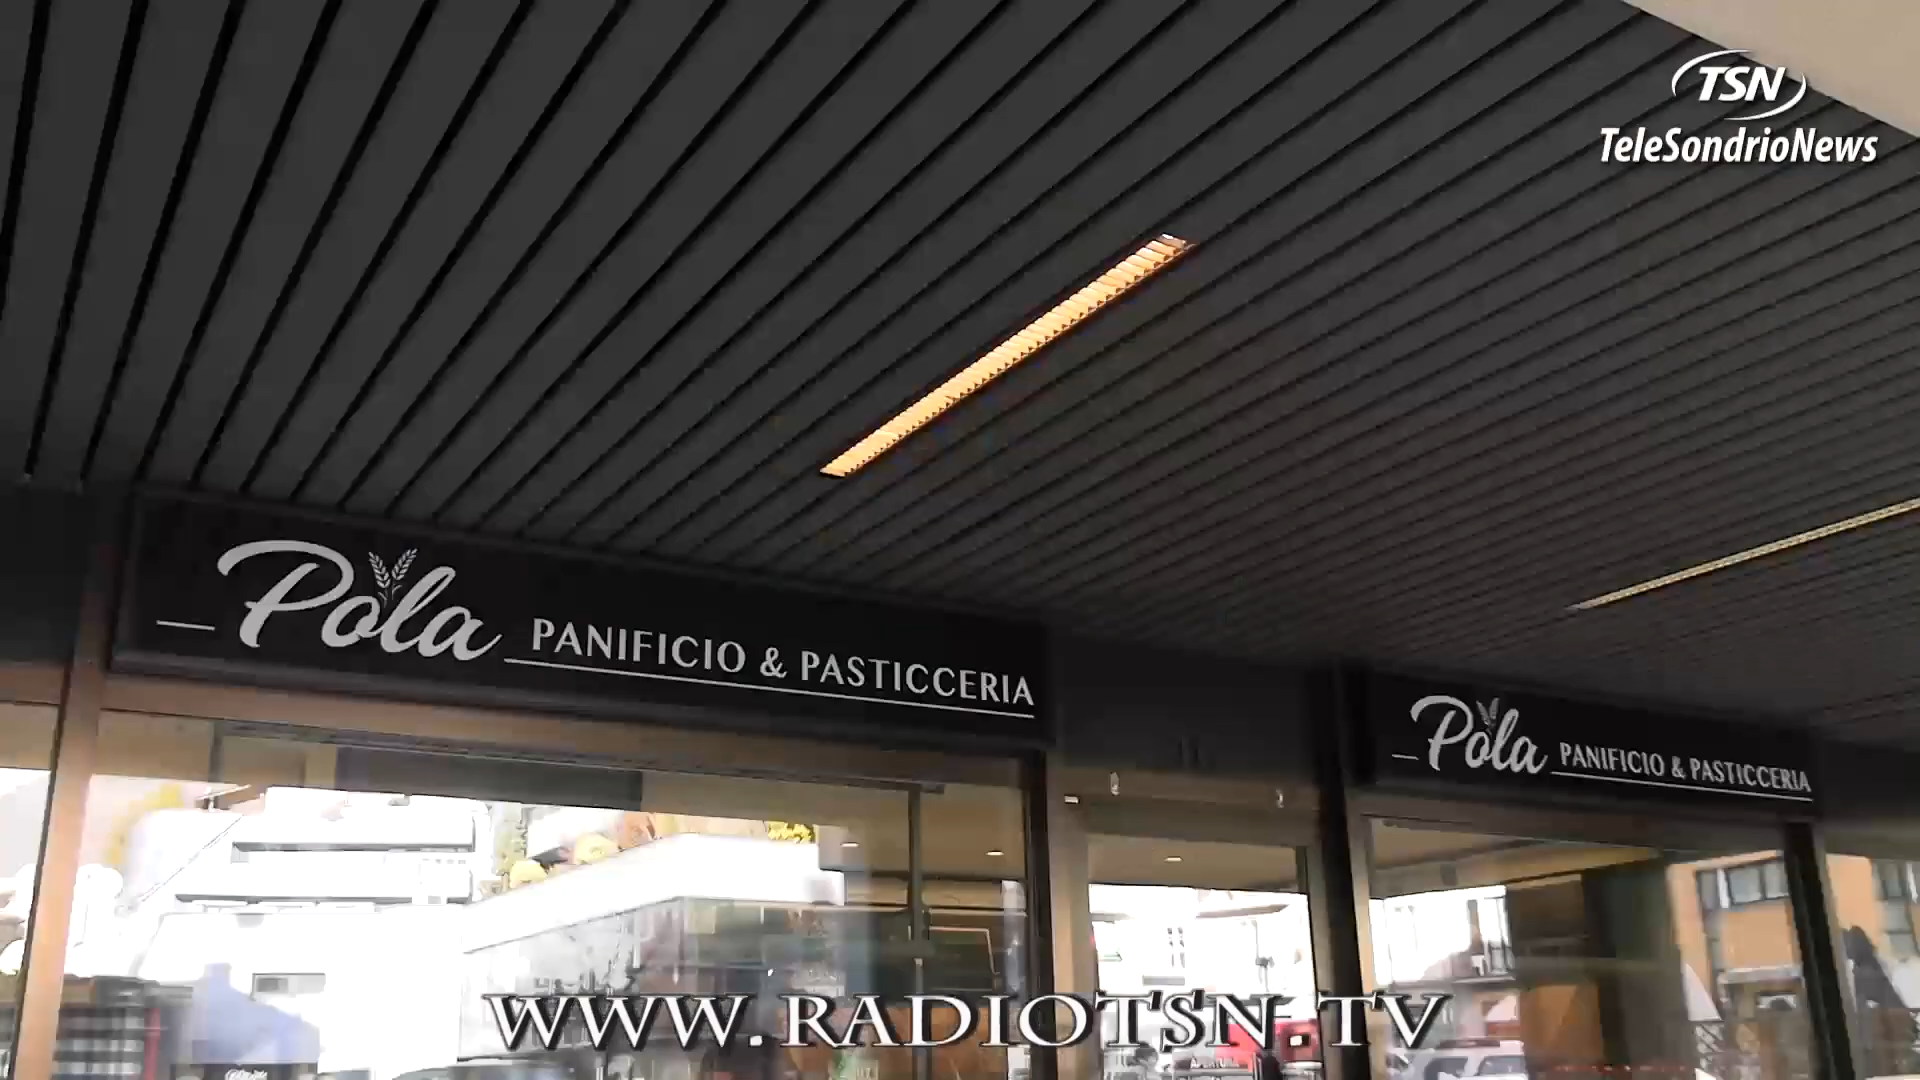 TSN
TeleSondrioNews
Pola PANIFICIO & PASTICCERIA
Pola PANIFICIO & PASTICCERIA
WWW.RADIOTSN.TV